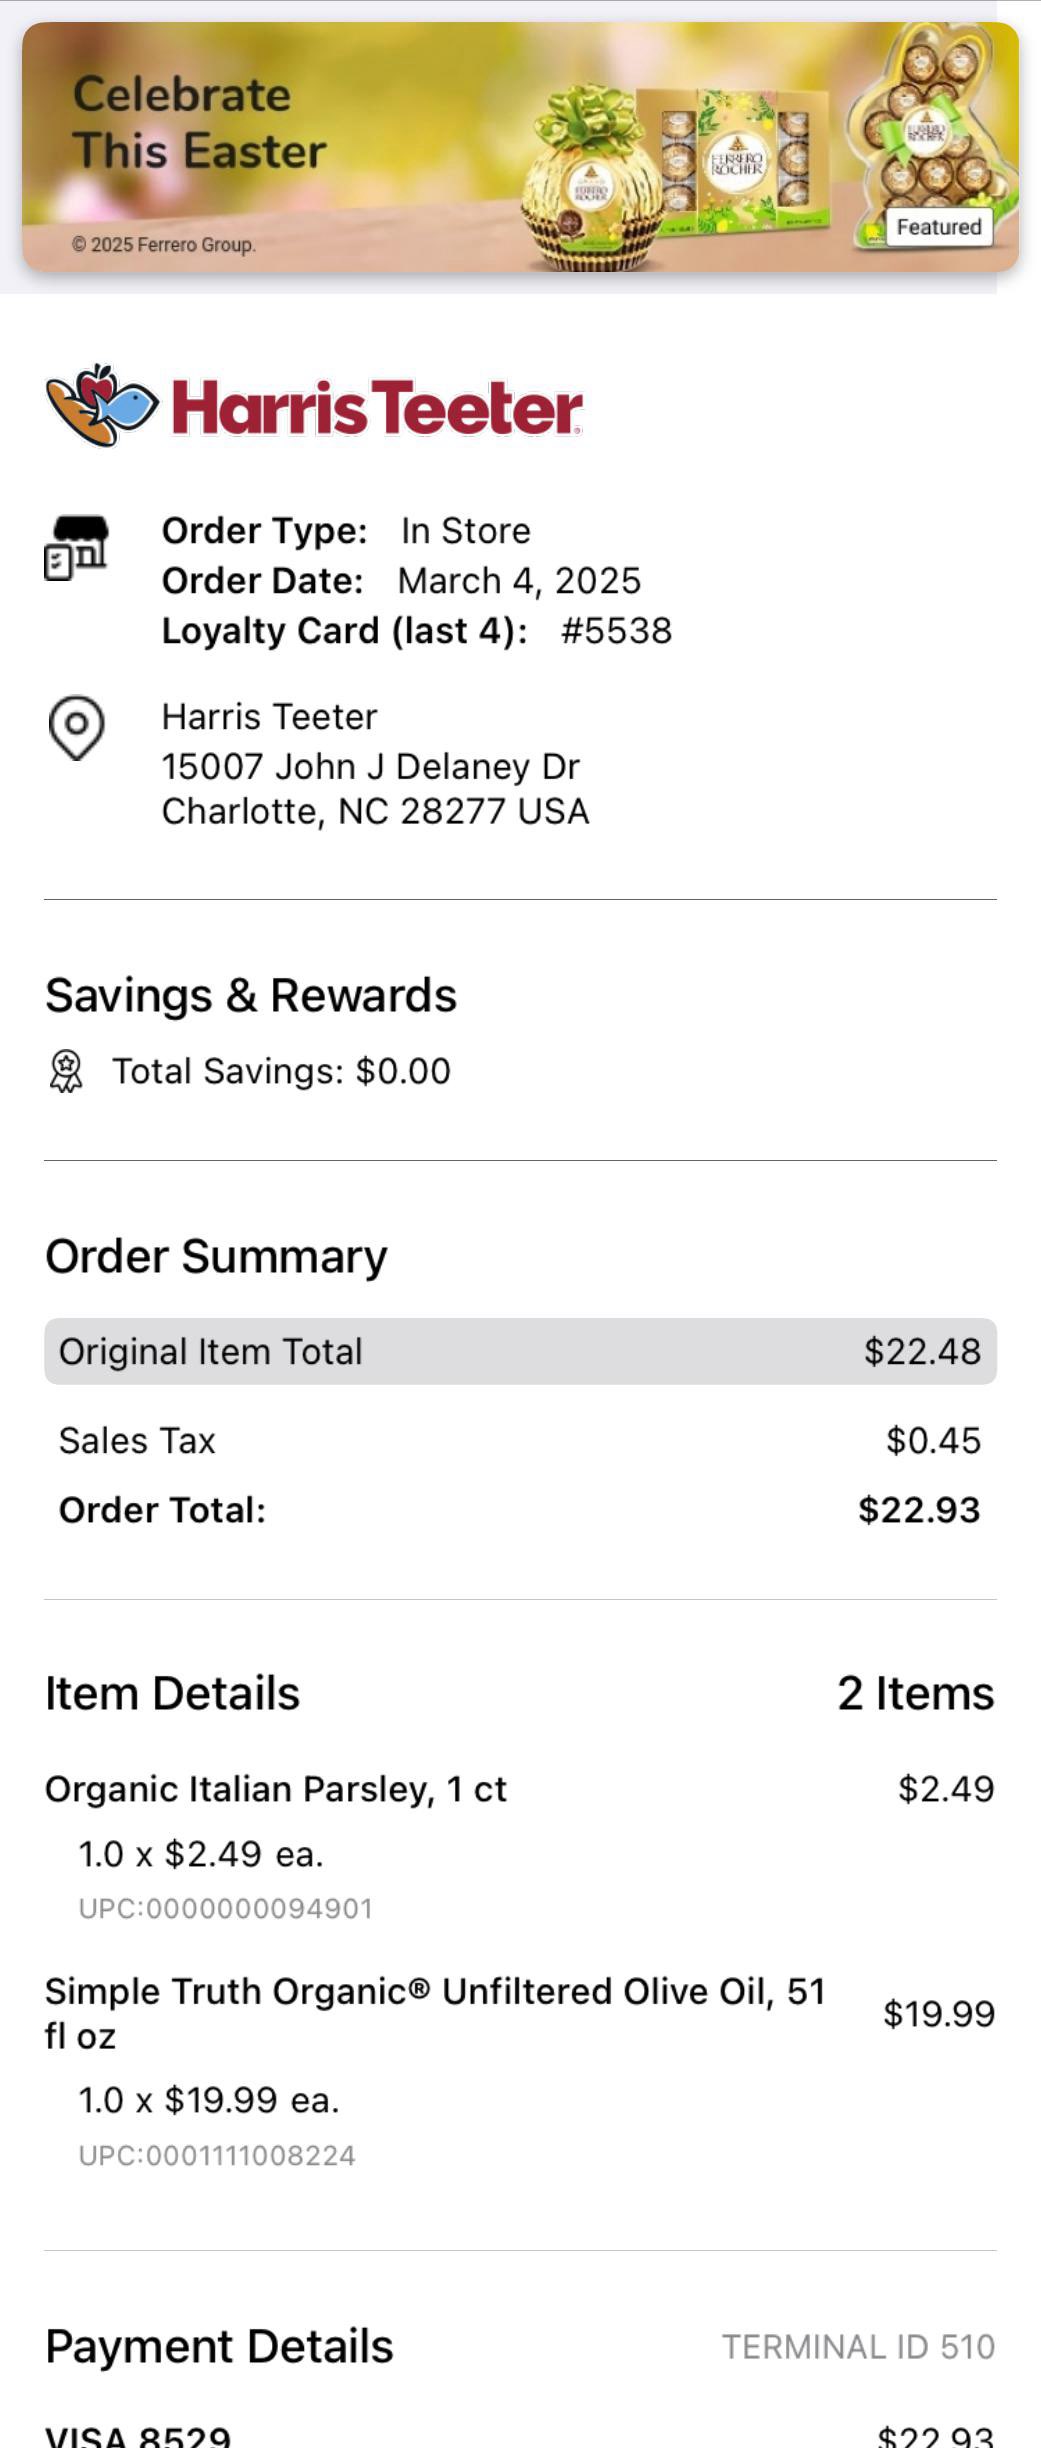 Celebrate
This Easter
FERRERO
ROCHER
FERRERO
ROCHER
FERRERO
ROCHER
© 2025 Ferrero Group.
Featured
Harris Teeter
Order Type: In Store
Order Date: March 4, 2025
Loyalty Card (last 4): #5538
Harris Teeter
15007 John J Delaney Dr
Charlotte, NC 28277 USA
Savings & Rewards
Total Savings: $0.00
Order Summary
Original Item Total $22.48
Sales Tax $0.45
Order Total: $22.93
Item Details 2 Items
Organic Italian Parsley, 1 ct $2.49
1.0 x $2.49 ea.
UPC:0000000094901
Simple Truth Organic® Unfiltered Olive Oil, 51
fl oz $19.99
1.0 x $19.99 ea.
UPC:0001111008224
Payment Details TERMINAL ID 510
VISA 8529 $22.93